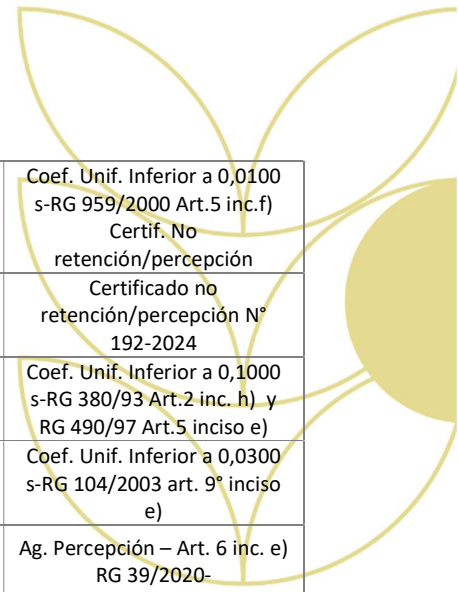 Coef. Unif. Inferior a 0,0100
s-RG 959/2000 Art.5 inc.f)
Certif. No
retención/percepción
Certificado no
retención/percepción N°
192-2024
Coef. Unif. Inferior a 0,1000
s-RG 380/93 Art.2 inc. h) y
RG 490/97 Art.5 inciso e)
Coef. Unif. Inferior a 0,0300
s-RG 104/2003 art. 9° inciso
e)
Ag. Percepción – Art. 6 inc. e)
RG 39/2020-